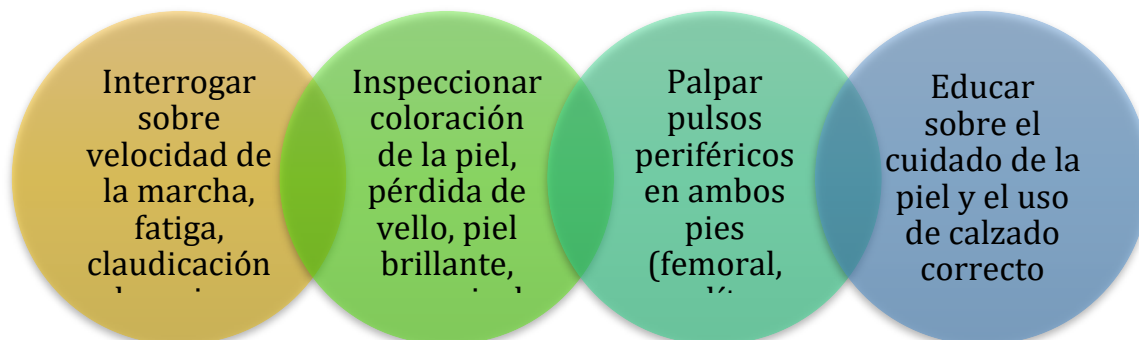 Interrogar
sobre
velocidad de
la marcha,
fatiga,
claudicación
Inspeccionar
coloración
de la piel,
pérdida de
vello, piel
brillante,
Palpar
pulsos
periféricos
en ambos
pies
(femoral,
Educar
sobre el
cuidado de la
piel y el uso
de calzado
correcto